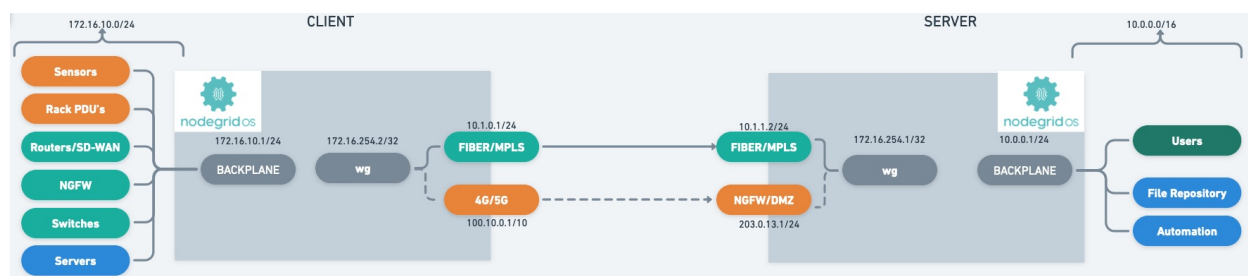 172.16.10.0/24
CLIENT
SERVER
10.0.0.0/16
Sensors
Rack PDU's
Routers/SD-WAN
NGFW
Switches
Servers
nodegrid os
172.16.10.1/24
BACKPLANE
172.16.254.2/32
wg
10.1.0.1/24
FIBER/MPLS
4G/5G
100.10.0.1/10
10.1.1.2/24
FIBER/MPLS
NGFW/DMZ
203.0.13.1/24
172.16.254.1/32
wg
nodegrid os
10.0.0.1/24
BACKPLANE
Users
File Repository
Automation